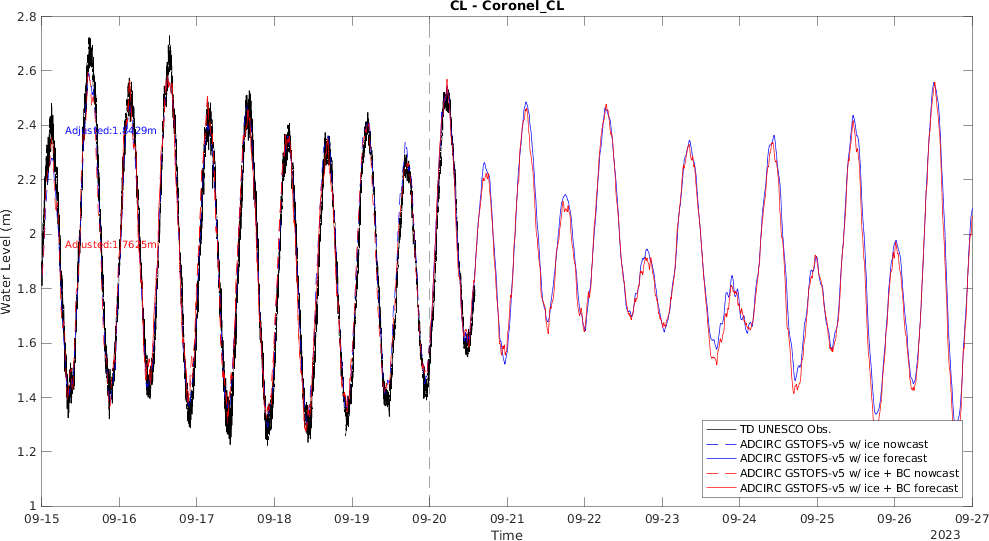 CL - Coronel_CL
Water Level (m)
2.8
2.6
2.4
2.2
2
1.8
1.6
1.4
1.2
1
Adjusted:1.8429m
Adjusted:1.7625m
TD UNESCO Obs.
ADCIRC GSTOFS-v5 w/ ice nowcast
ADCIRC GSTOFS-v5 w/ ice forecast
ADCIRC GSTOFS-v5 w/ ice + BC nowcast
ADCIRC GSTOFS-v5 w/ ice + BC forecast
09-15 09-16 09-17 09-18 09-19 09-20 09-21 09-22 09-23 09-24 09-25 09-26 09-27
Time
2023